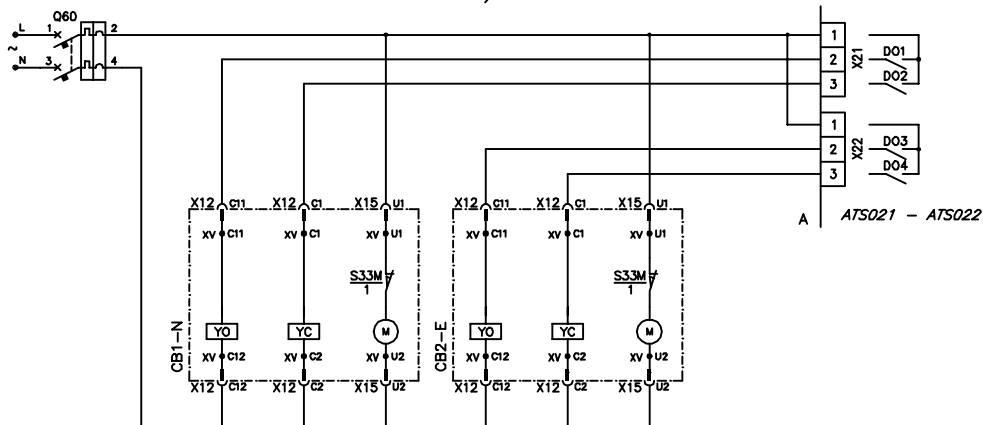 Q60
L 1 2
~
N 3 4
1
2 X21 DO1
3 DO2
1
2 X22 DO3
3 DO4
A ATS021 - ATS022
X12 C11 X12 C1 X15 U1 X12 C11 X12 C1 X15 U1
XV C11 XV C1 XV U1 XV C11 XV C1 XV U1
S33M S33M
1 1
CB1-N YO YC M CB2-E YO YC M
XV C12 XV C2 XV U2 XV C12 XV C2 XV U2
X12 C12 X12 C2 X15 U2 X12 C12 X12 C2 X15 U2